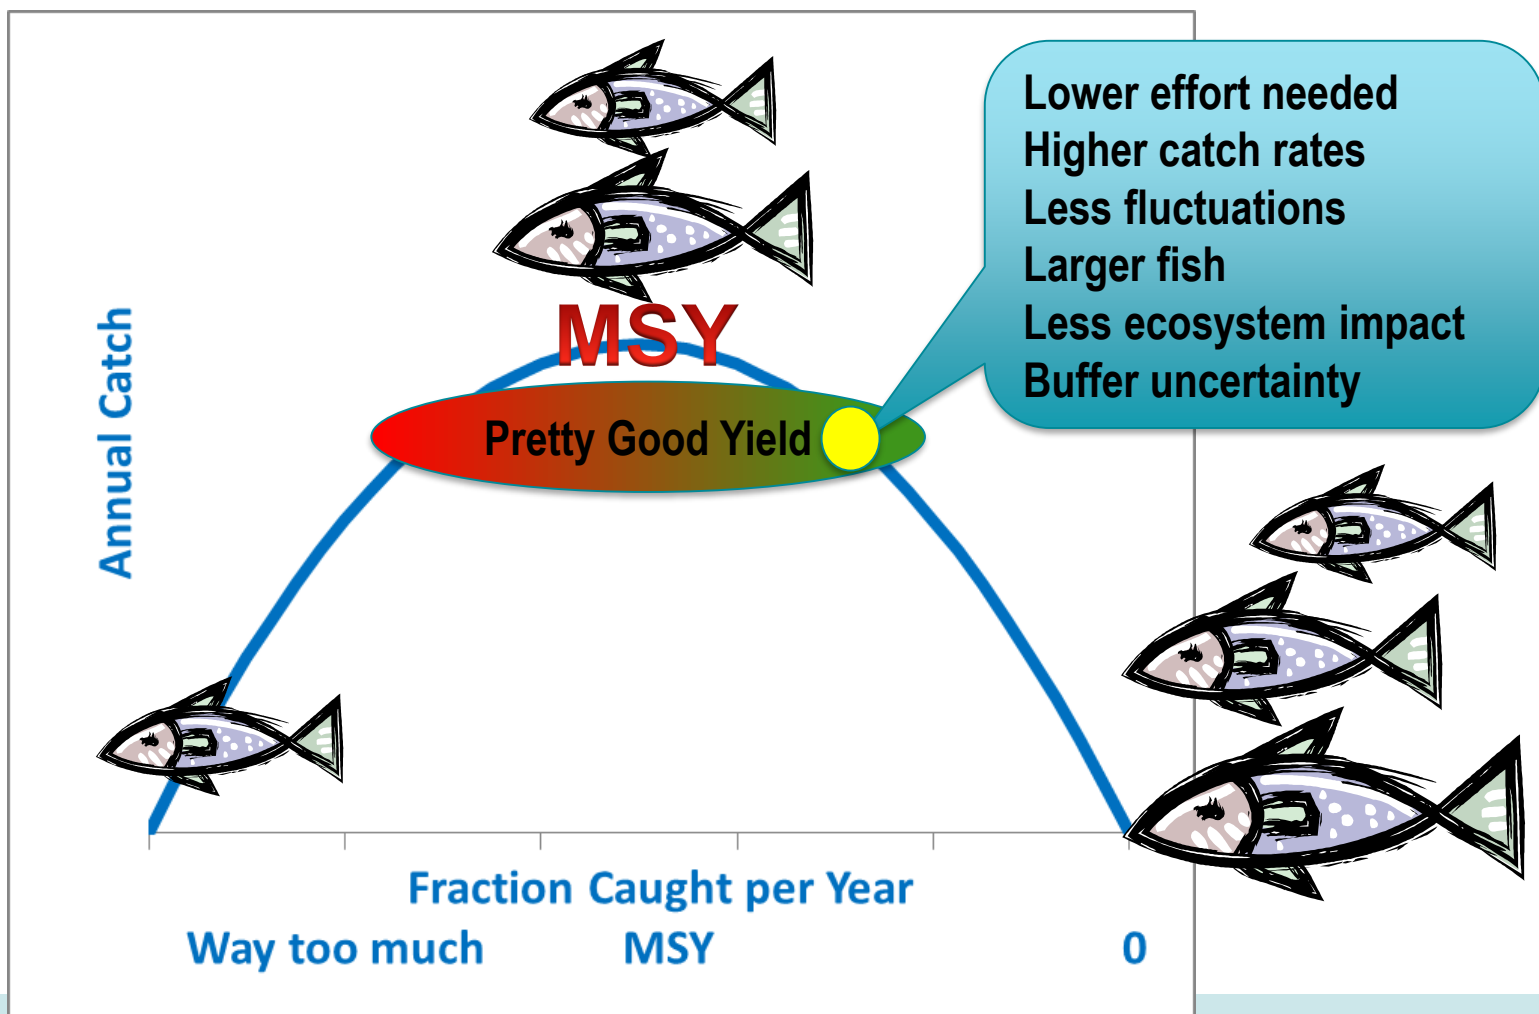 Lower effort needed
Higher catch rates
Less fluctuations
Larger fish
Less ecosystem impact
Buffer uncertainty
MSY
Pretty Good Yield
Annual Catch
Fraction Caught per Year
Way too much MSY 0